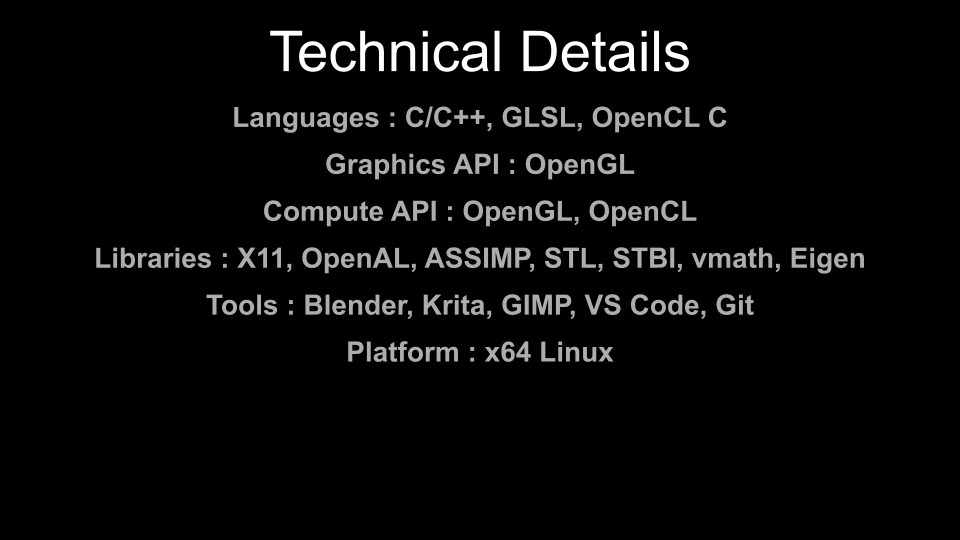 Technical Details
Languages : C/C++, GLSL, OpenCL C
Graphics API : OpenGL
Compute API : OpenGL, OpenCL
Libraries : X11, OpenAL, ASSIMP, STL, STBI, vmath, Eigen
Tools : Blender, Krita, GIMP, VS Code, Git
Platform : x64 Linux